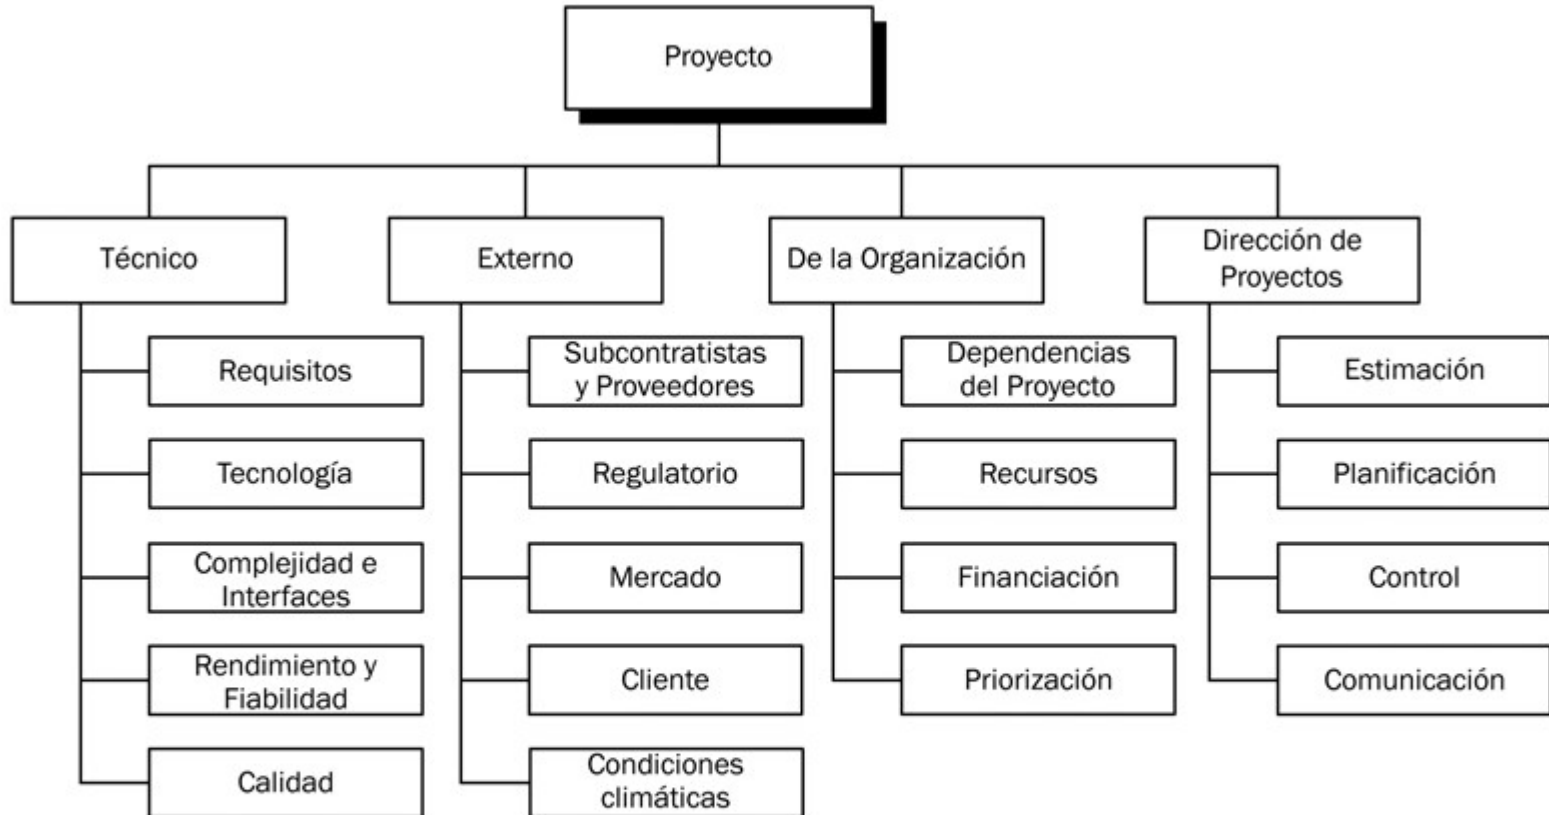 Proyecto
Técnico
Externo
De la Organización
Dirección de
Proyectos
Requisitos
Tecnología
Complejidad e
Interfaces
Rendimiento y
Fiabilidad
Calidad
Subcontratistas
y Proveedores
Regulatorio
Mercado
Cliente
Condiciones
climáticas
Dependencias
del Proyecto
Recursos
Financiación
Priorización
Estimación
Planificación
Control
Comunicación